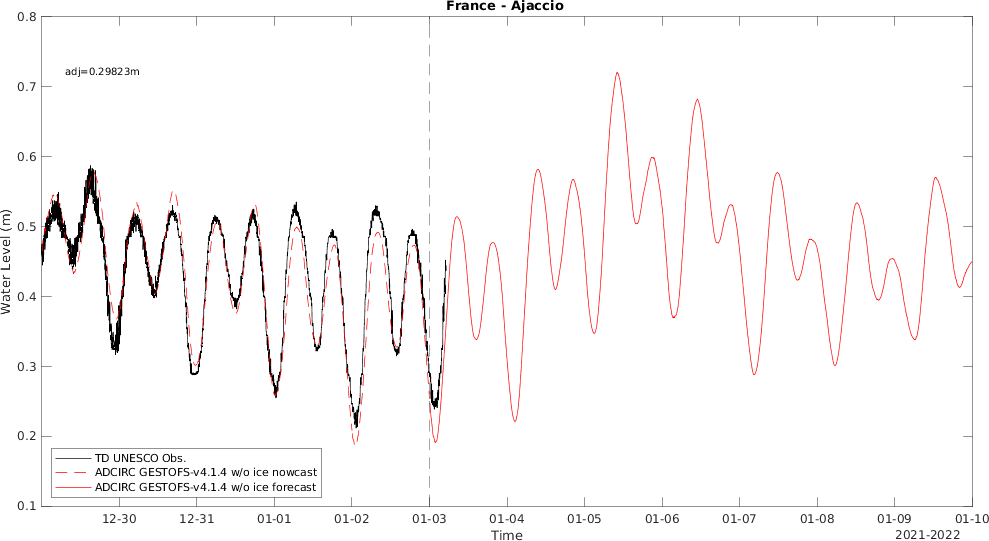 France - Ajaccio
0.8
0.7
0.6
0.5
0.4
0.3
0.2
0.1
Water Level (m)
adj=0.29823m
TD UNESCO Obs.
ADCIRC GESTOFS-v4.1.4 w/o ice nowcast
ADCIRC GESTOFS-v4.1.4 w/o ice forecast
12-30 12-31 01-01 01-02 01-03 01-04 01-05 01-06 01-07 01-08 01-09 01-10
Time
2021-2022